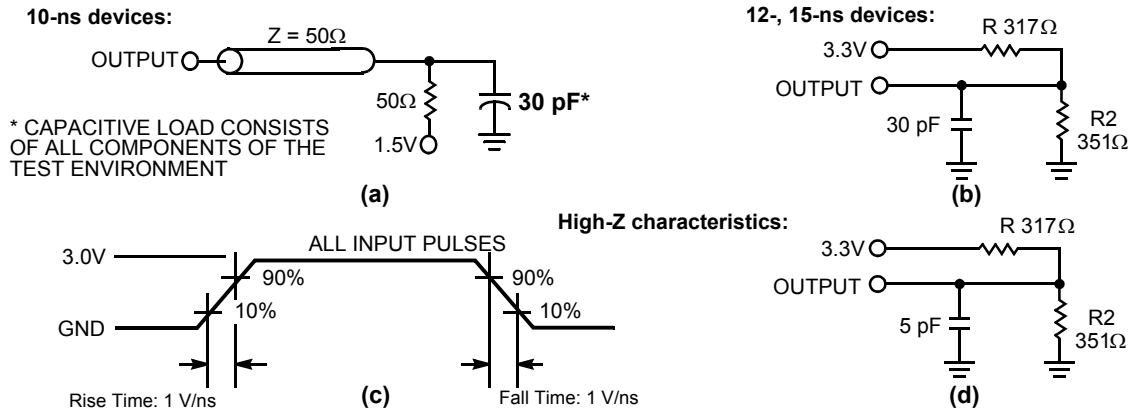 10-ns devices:
Z = 50Ω
OUTPUT
50Ω
30 pF*
1.5V
* CAPACITIVE LOAD CONSISTS
OF ALL COMPONENTS OF THE
TEST ENVIRONMENT
(a)
12-, 15-ns devices:
R 317Ω
3.3V
OUTPUT
30 pF
R2
351Ω
(b)
ALL INPUT PULSES
3.0V
90%
90%
10%
10%
GND
Rise Time: 1 V/ns
(c)
Fall Time: 1 V/ns
High-Z characteristics:
R 317Ω
3.3V
OUTPUT
5 pF
R2
351Ω
(d)